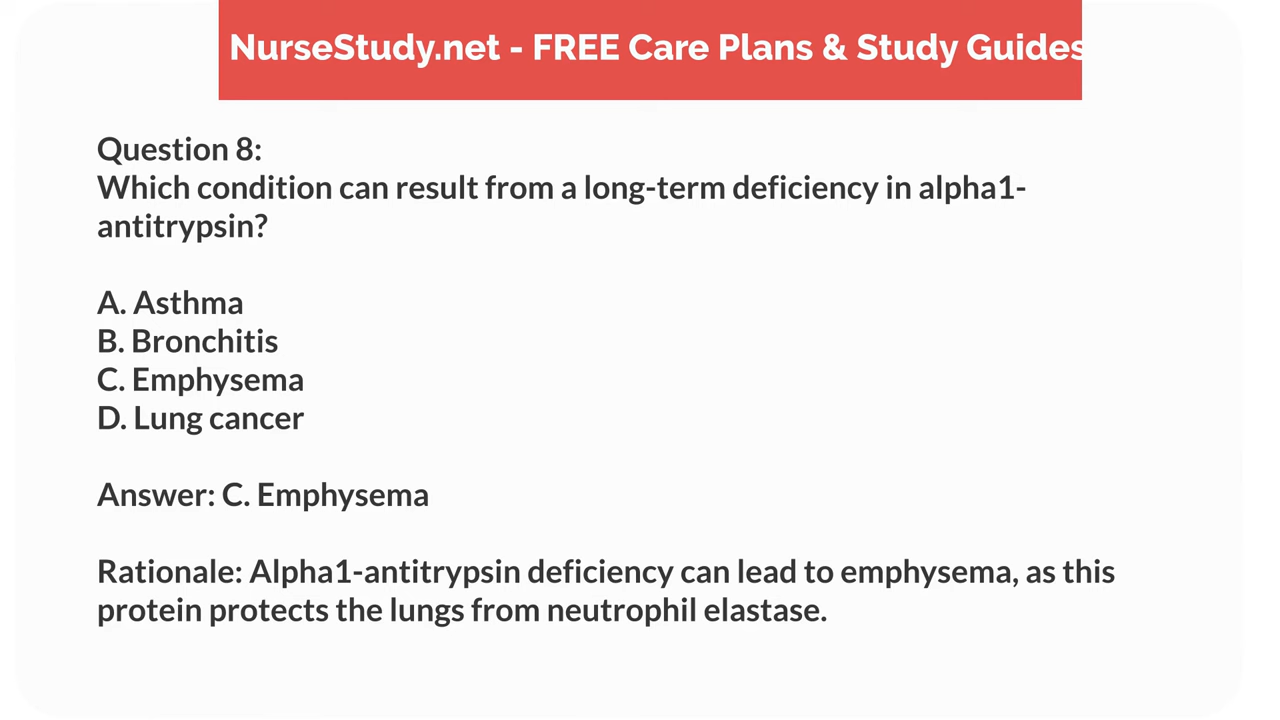 NurseStudy.net - FREE Care Plans & Study Guides
Question 8:
Which condition can result from a long-term deficiency in alpha1-
antitrypsin?
A. Asthma
B. Bronchitis
C. Emphysema
D. Lung cancer
Answer: C. Emphysema
Rationale: Alpha1-antitrypsin deficiency can lead to emphysema, as this
protein protects the lungs from neutrophil elastase.